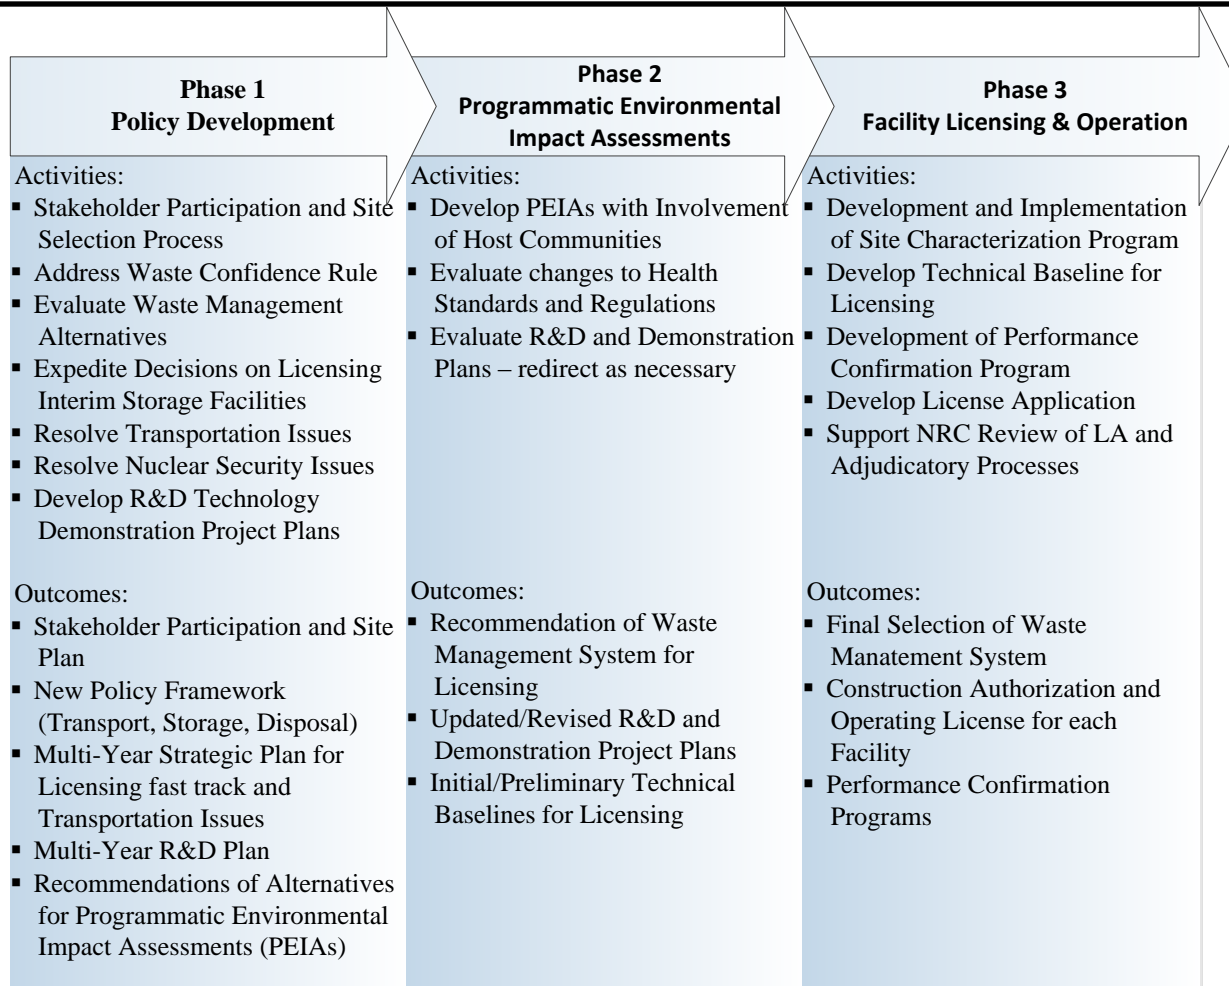 Phase 1
Policy Development
Activities:
▪ Stakeholder Participation and Site
Selection Process
▪ Address Waste Confidence Rule
▪ Evaluate Waste Management
Alternatives
▪ Expedite Decisions on Licensing
Interim Storage Facilities
▪ Resolve Transportation Issues
▪ Resolve Nuclear Security Issues
▪ Develop R&D Technology
Demonstration Project Plans
Outcomes:
▪ Stakeholder Participation and Site
Plan
▪ New Policy Framework
(Transport, Storage, Disposal)
▪ Multi-Year Strategic Plan for
Licensing fast track and
Transportation Issues
▪ Multi-Year R&D Plan
▪ Recommendations of Alternatives
for Programmatic Environmental
Impact Assessments (PEIAs)
Phase 2
Programmatic Environmental
Impact Assessments
Activities:
▪ Develop PEIAs with Involvement
of Host Communities
▪ Evaluate changes to Health
Standards and Regulations
▪ Evaluate R&D and Demonstration
Plans – redirect as necessary
Outcomes:
▪ Recommendation of Waste
Management System for
Licensing
▪ Updated/Revised R&D and
Demonstration Project Plans
▪ Initial/Preliminary Technical
Baselines for Licensing
Phase 3
Facility Licensing & Operation
Activities:
▪ Development and Implementation
of Site Characterization Program
▪ Develop Technical Baseline for
Licensing
▪ Development of Performance
Confirmation Program
▪ Develop License Application
▪ Support NRC Review of LA and
Adjudicatory Processes
Outcomes:
▪ Final Selection of Waste
Manatement System
▪ Construction Authorization and
Operating License for each
Facility
▪ Performance Confirmation
Programs